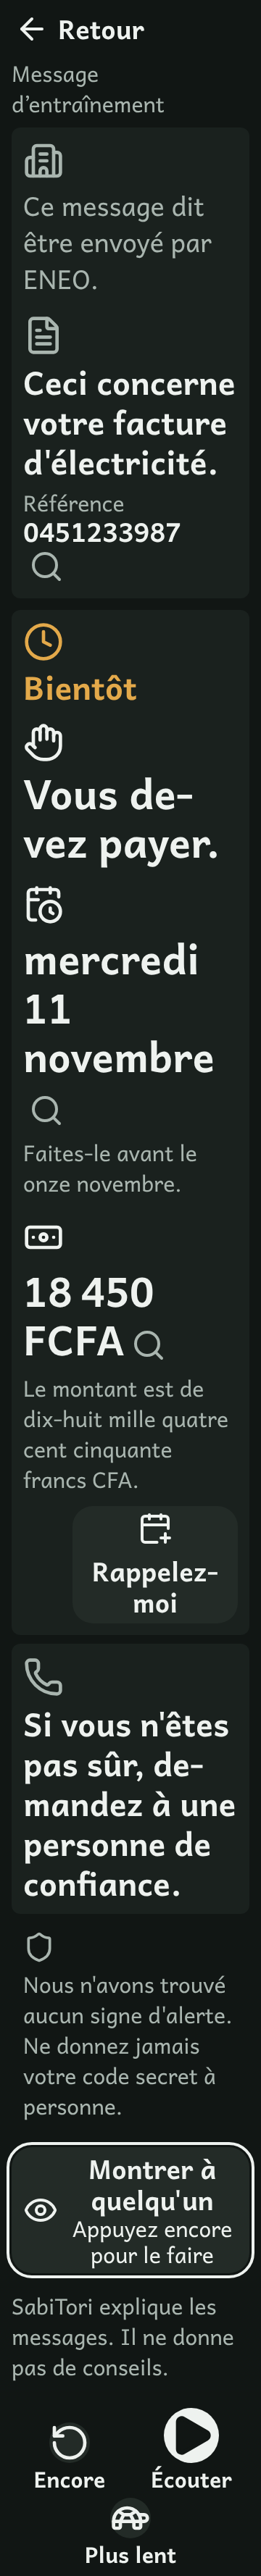 Retour
Message
d’entraînement
Ce message dit
être envoyé par
ENEO.
Ceci concerne
votre facture
d'électricité.
Référence
0451233987
Bientôt
Vous de-
vez payer.
mercredi
11
novembre
Faites-le avant le
onze novembre.
18 450
FCFA
Le montant est de
dix-huit mille quatre
cent cinquante
francs CFA.
Rappelez-
moi
Si vous n'êtes
pas sûr, de-
mandez à une
personne de
confiance.
Nous n'avons trouvé
aucun signe d'alerte.
Ne donnez jamais
votre code secret à
personne.
Montrer à
quelqu'un
Appuyez encore
pour le faire
SabiTori explique les
messages. Il ne donne
pas de conseils.
Encore
Écouter
Plus lent